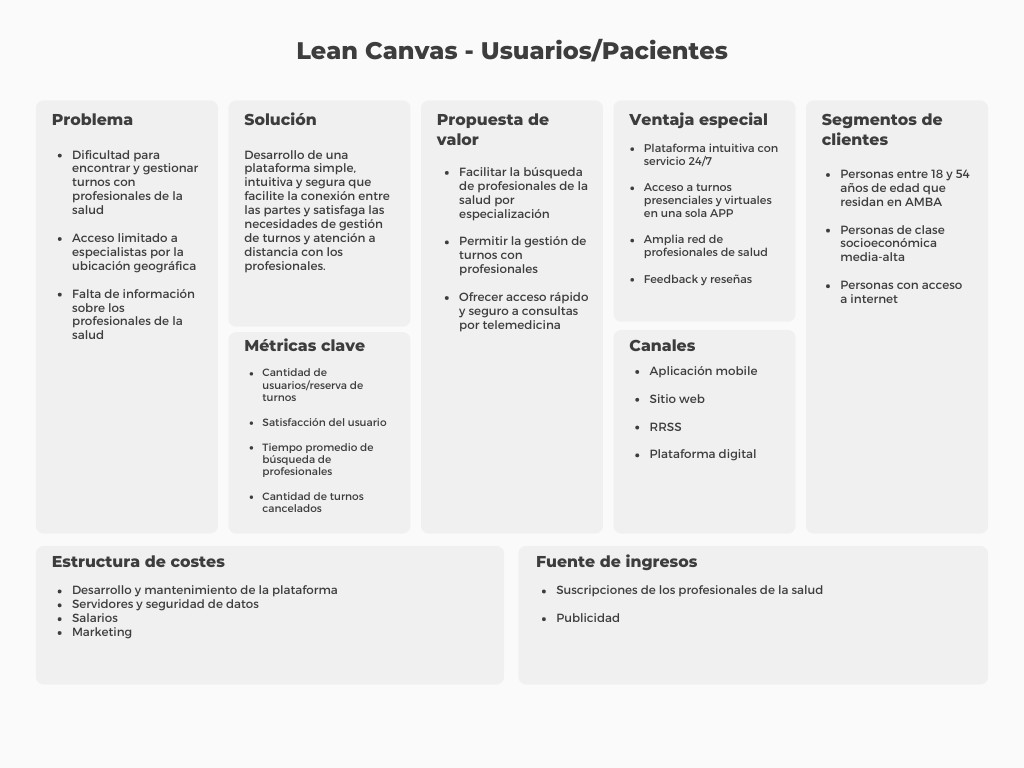 Lean Canvas - Usuarios/Pacientes
Problema
Dificultad para
encontrar y gestionar
turnos con
profesionales de la
salud
Acceso limitado a
especialistas por la
ubicación geográfica
Falta de información
sobre los
profesionales de la
salud
Solución
Desarrollo de una
plataforma simple,
intuitiva y segura que
facilite la conexión entre
las partes y satisfaga las
necesidades de gestión
de turnos y atención a
distancia con los
profesionales.
Métricas clave
Cantidad de
usuarios/reserva de
turnos
Satisfacción del usuario
Tiempo promedio de
búsqueda de
profesionales
Cantidad de turnos
cancelados
Propuesta de
valor
Facilitar la búsqueda
de profesionales de la
salud por
especialización
Permitir la gestión de
turnos con
profesionales
Ofrecer acceso rápido
y seguro a consultas
por telemedicina
Ventaja especial
Plataforma intuitiva con
servicio 24/7
Acceso a turnos
presenciales y virtuales
en una sola APP
Amplia red de
profesionales de salud
Feedback y reseñas
Canales
Aplicación mobile
Sitio web
RRSS
Plataforma digital
Segmentos de
clientes
Personas entre 18 y 54
años de edad que
residan en AMBA
Personas de clase
socioeconómica
media-alta
Personas con acceso
a internet
Estructura de costes
Desarrollo y mantenimiento de la plataforma
Servidores y seguridad de datos
Salarios
Marketing
Fuente de ingresos
Suscripciones de los profesionales de la salud
Publicidad